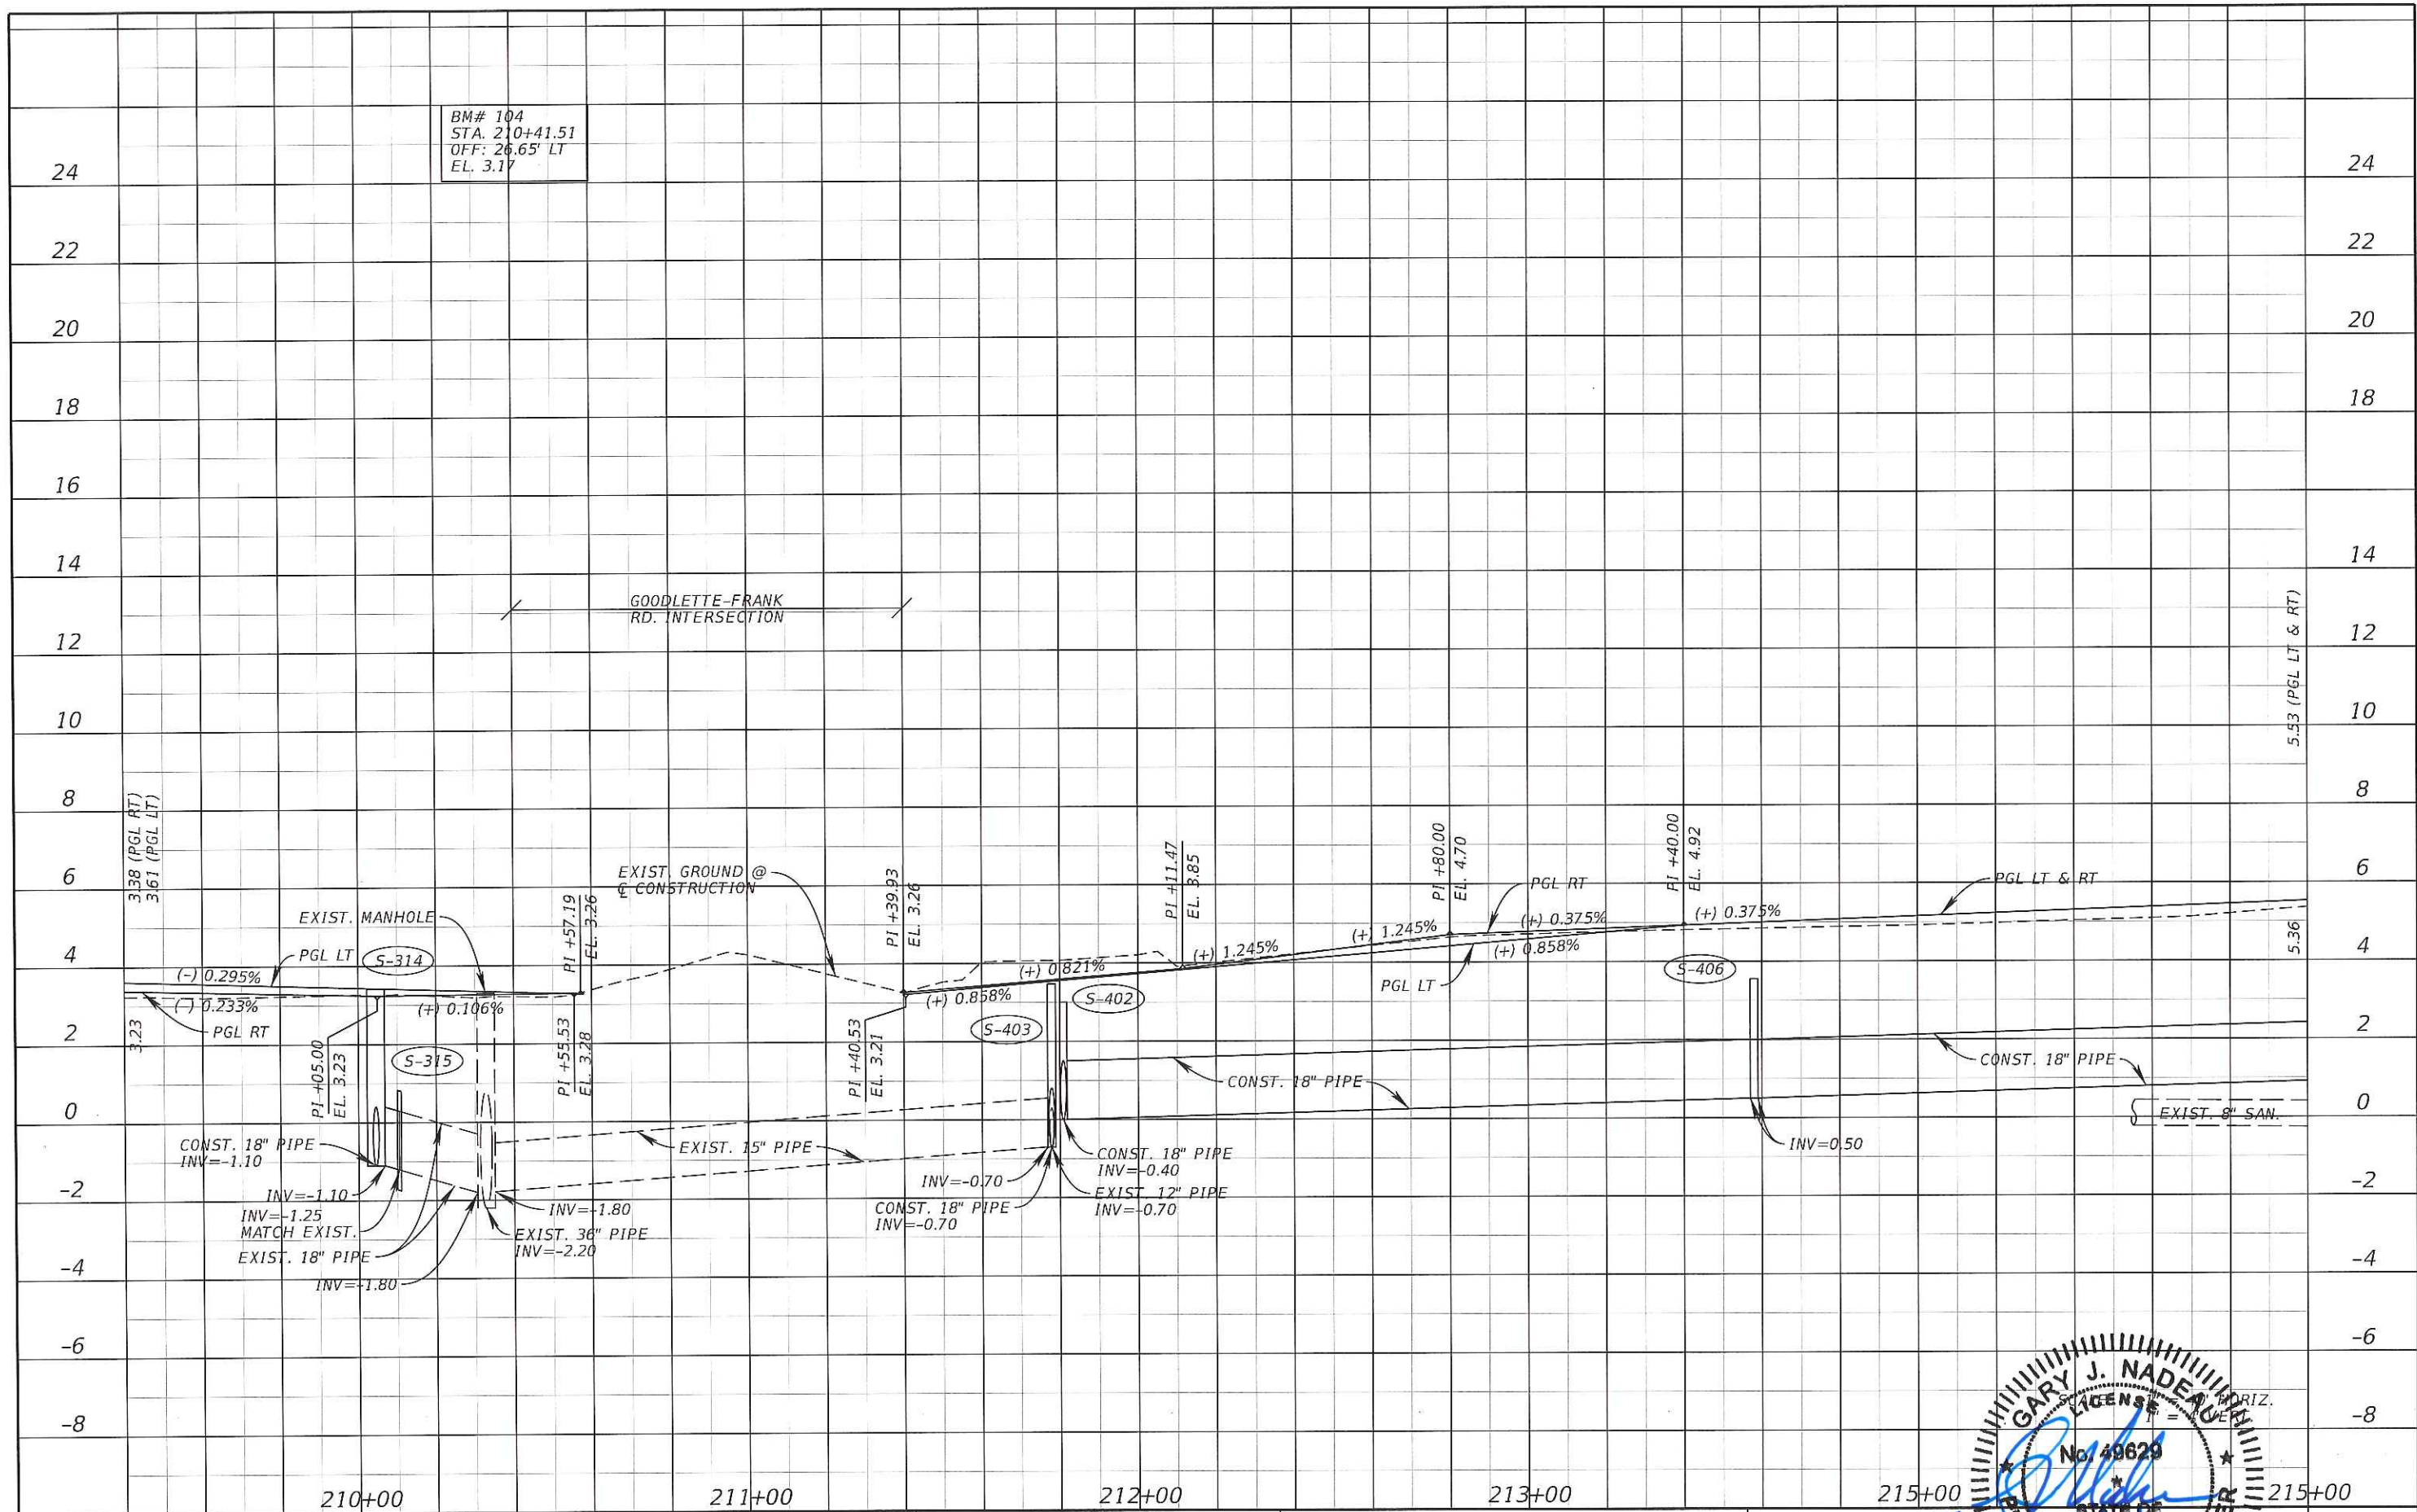 BM# 104
STA. 210+41.51
OFF: 26.65' LT
EL. 3.17
24
22
20
18
16
14
12
10
8
6
4
2
0
-2
-4
-6
-8
24
22
20
18
16
14
12
10
8
6
4
2
0
-2
-4
-6
-8
GOODLETTE-FRANK
RD. INTERSECTION
3.38 (PGL RT)
3.61 (PGL LT)
5.53 (PGL LT & RT)
EXIST. MANHOLE
PGL LT
S-314
(-) 0.295%
(-) 0.233%
PGL RT
3.23
(+) 0.106%
S-315
PI +05.00
EL. 3.23
PI +57.19
EL. 3.26
PI +55.53
EL. 3.28
EXIST. GROUND @
℄ CONSTRUCTION
PI +39.93
EL. 3.26
PI +40.53
EL. 3.21
(+) 0.821%
(+) 0.858%
S-402
S-403
PI +11.47
EL. 3.85
(+) 1.245%
(+) 1.245%
PI +80.00
EL. 4.70
PGL RT
(+) 0.375%
(+) 0.858%
PGL LT
PI +40.00
EL. 4.92
(+) 0.375%
S-406
PGL LT & RT
5.36
CONST. 18" PIPE
INV=-1.10
INV=-1.10
INV=-1.25
MATCH EXIST.
EXIST. 18" PIPE
INV=-1.80
INV=-1.80
EXIST. 36" PIPE
INV=-2.20
EXIST. 15" PIPE
INV=-0.70
CONST. 18" PIPE
INV=-0.70
CONST. 18" PIPE
INV=-0.40
EXIST. 12" PIPE
INV=-0.70
CONST. 18" PIPE
INV=0.50
CONST. 18" PIPE
EXIST. 8" SAN.
HORIZ.
GARY J. NADEAU
LICENSE
No. 49629
210+00
211+00
212+00
213+00
215+00
215+00